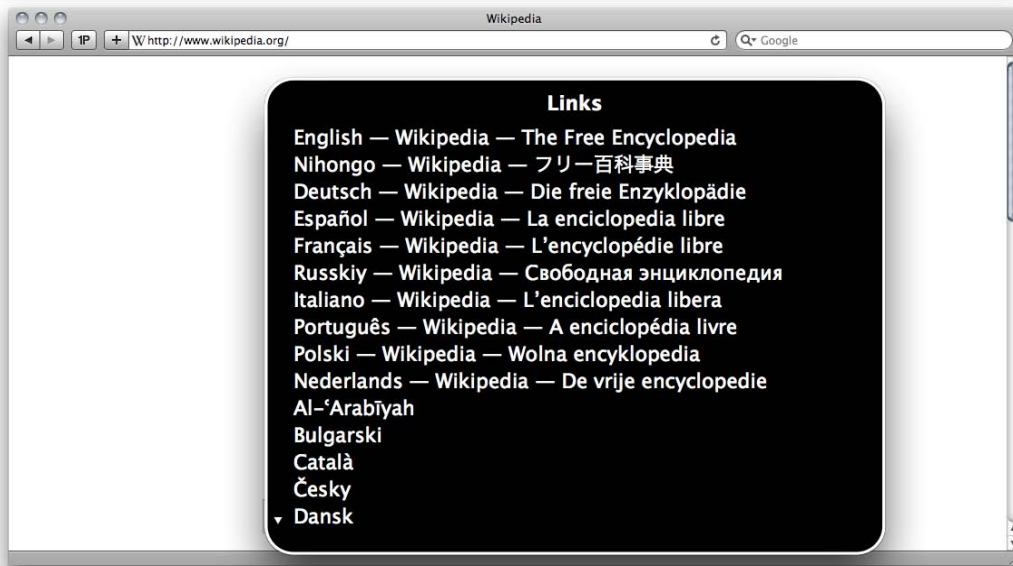 Wikipedia
1P + W http://www.wikipedia.org/ Google
Links
English — Wikipedia — The Free Encyclopedia
Nihongo — Wikipedia — フリー百科事典
Deutsch — Wikipedia — Die freie Enzyklopädie
Español — Wikipedia — La enciclopedia libre
Français — Wikipedia — L’encyclopédie libre
Russkiy — Wikipedia — Свободная энциклопедия
Italiano — Wikipedia — L’enciclopedia libera
Português — Wikipedia — A enciclopédia livre
Polski — Wikipedia — Wolna encyklopedia
Nederlands — Wikipedia — De vrije encyclopedie
Al-‘Arabīyah
Bulgarski
Català
Česky
Dansk